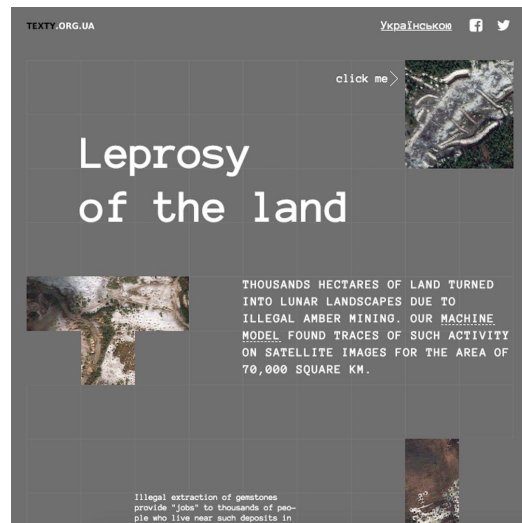 TEXTY.ORG.UA
Українською
click me
Leprosy
of the land
THOUSANDS HECTARES OF LAND TURNED
INTO LUNAR LANDSCAPES DUE TO
ILLEGAL AMBER MINING. OUR MACHINE
MODEL FOUND TRACES OF SUCH ACTIVITY
ON SATELLITE IMAGES FOR THE AREA OF
70,000 SQUARE KM.
Illegal extraction of gemstones
provide "jobs" to thousands of peo–
ple who live near such deposits in